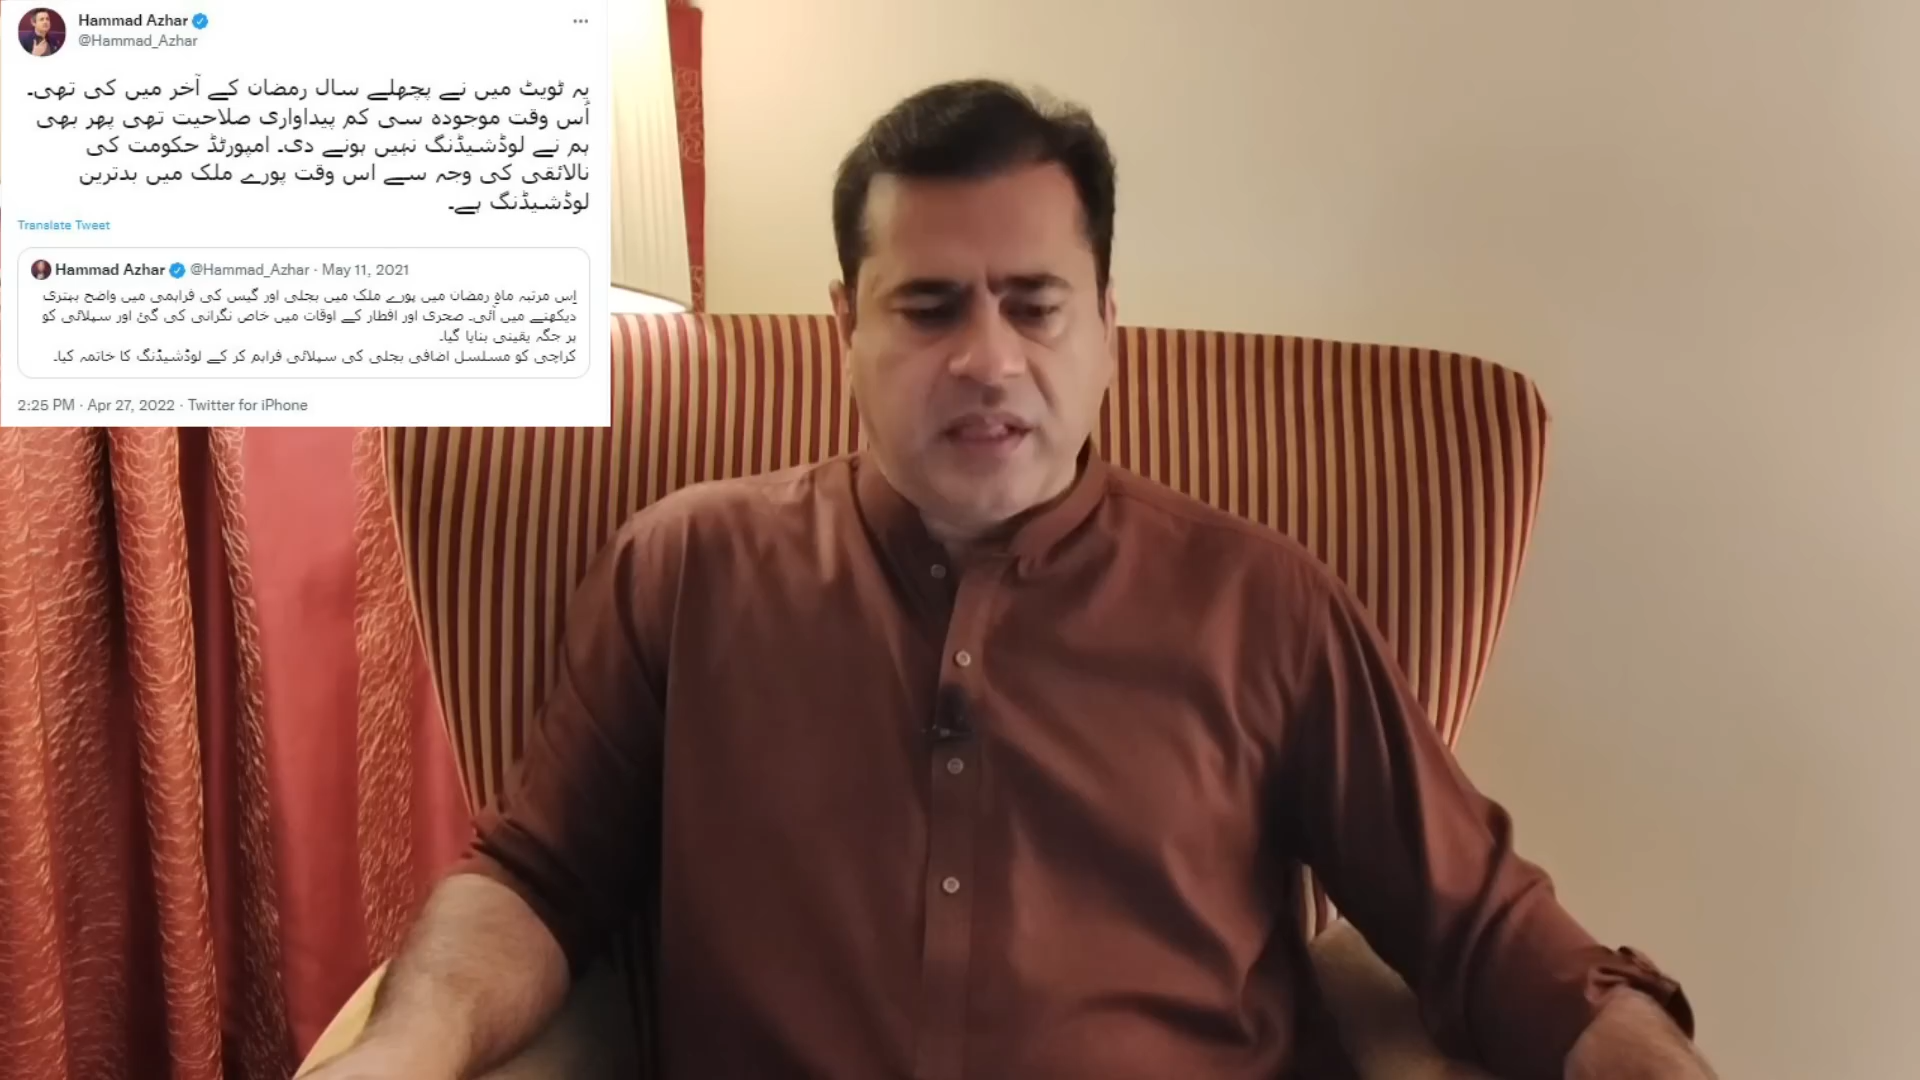 Hammad Azhar
@Hammad_Azhar
یہ ٹویٹ میں نے پچھلے سال رمضان کے آخر میں کی تھی۔
اُس وقت موجودہ سی کم پیداواری صلاحیت تھی پھر بھی
ہم نے لوڈشیڈنگ نہیں ہونے دی۔ امپورٹڈ حکومت کی
نالائقی کی وجہ سے اس وقت پورے ملک میں بدترین
لوڈشیڈنگ ہے۔
Translate Tweet
Hammad Azhar @Hammad_Azhar · May 11, 2021
اِس مرتبہ ماہِ رمضان میں پورے ملک میں بجلی اور گیس کی فراہمی میں واضح بہتری
دیکھنے میں آئی۔ صحری اور افطار کے اوقات میں خاص نگرانی کی گئ اور سپلائی کو
ہر جگہ یقینی بنایا گیا۔
کراچی کو مسلسل اضافی بجلی کی سپلائی فراہم کر کے لوڈشیڈنگ کا خاتمہ کیا۔
2:25 PM · Apr 27, 2022 · Twitter for iPhone